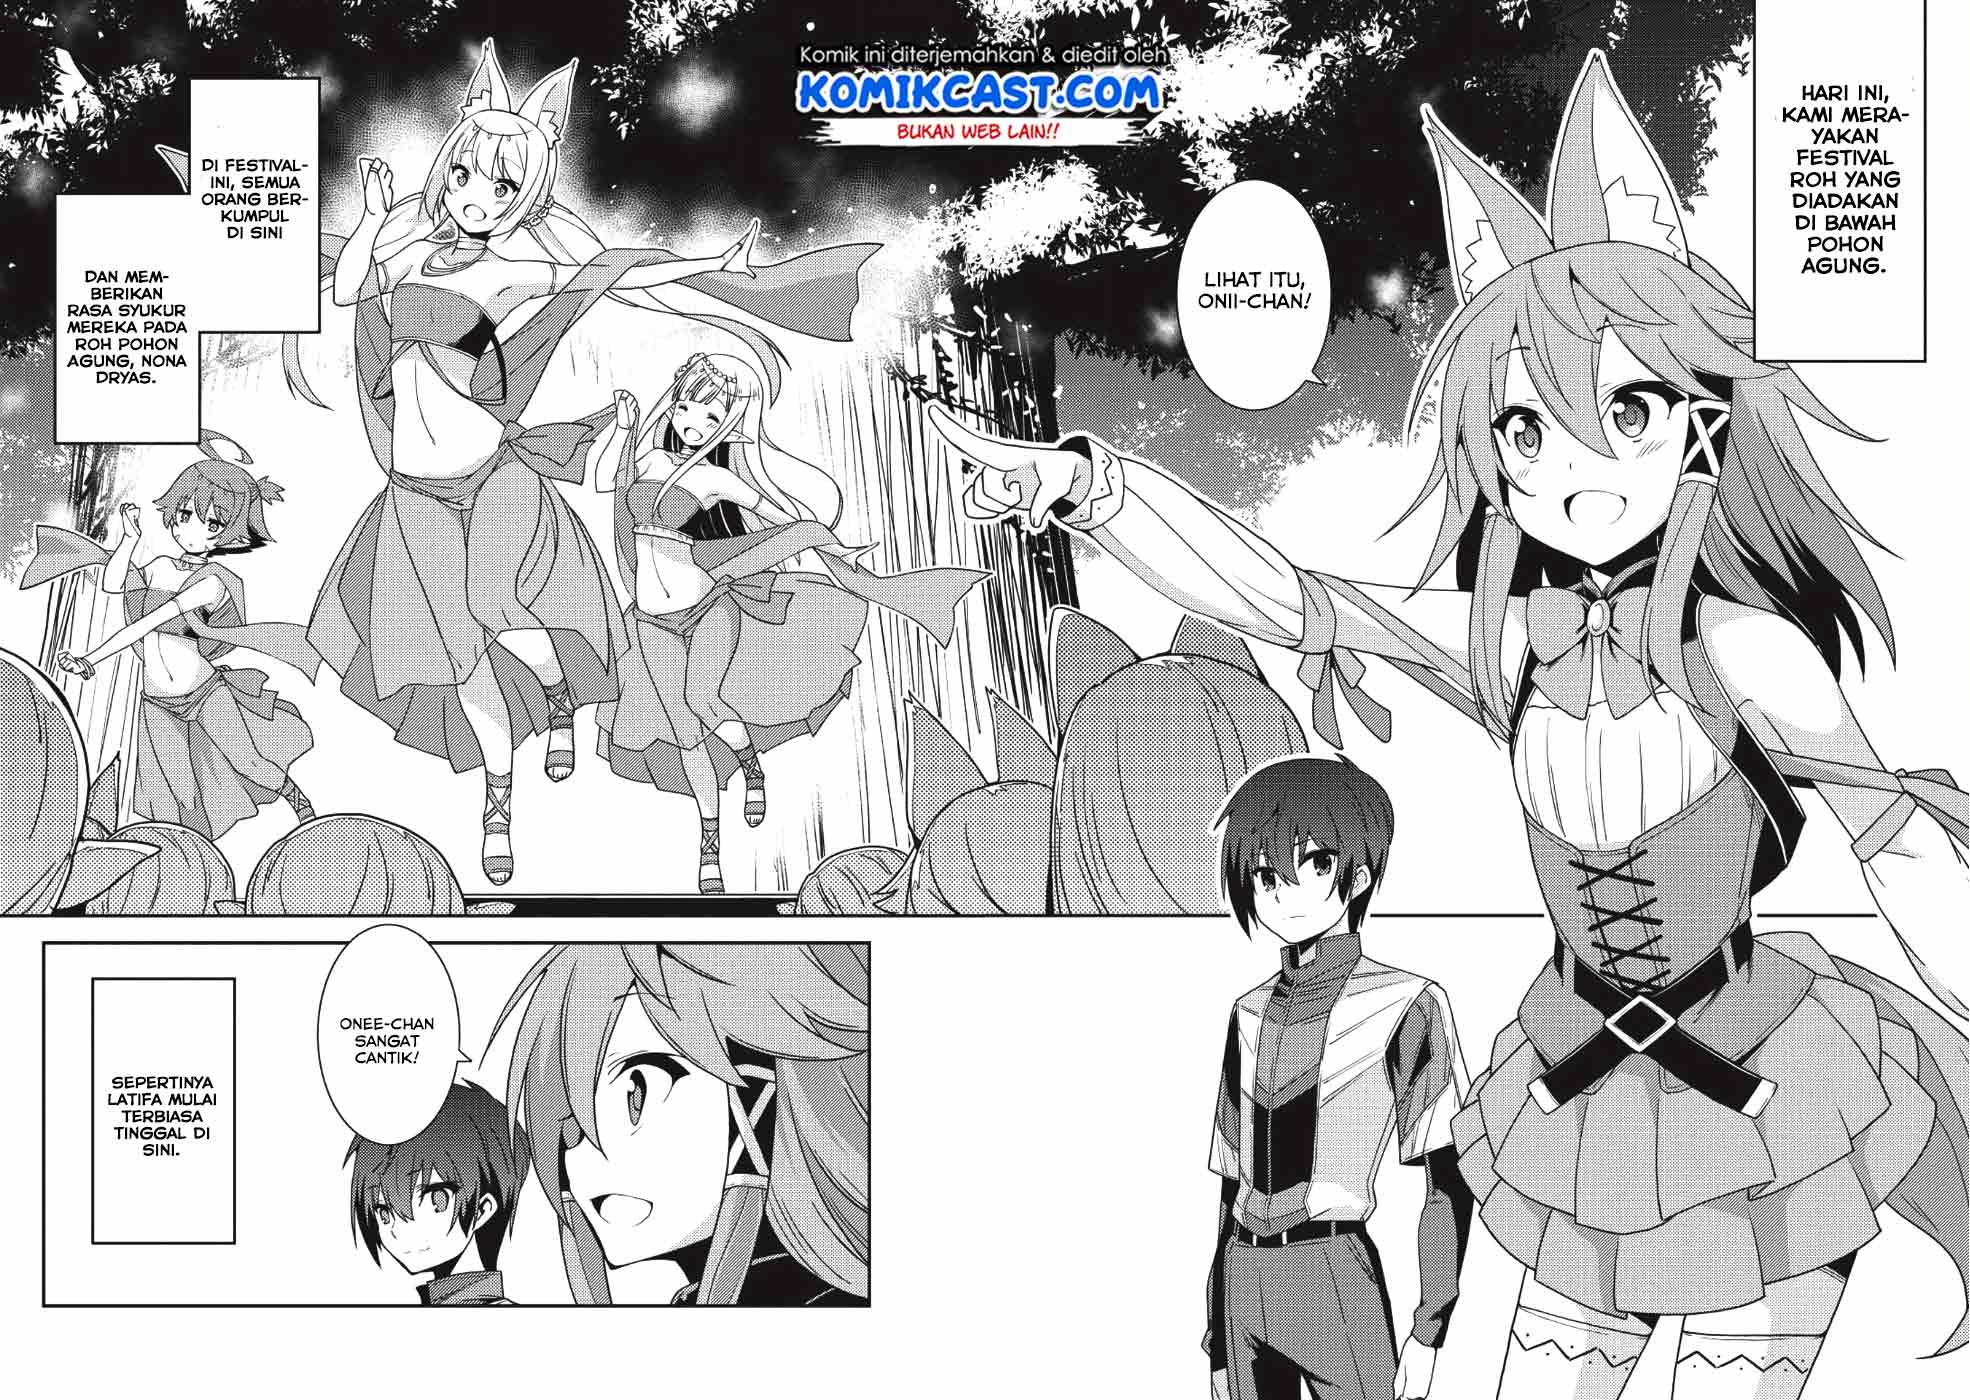 Komik ini diterjemahkan & diedit oleh
KOMIKCAST.COM
BUKAN WEB LAIN!!
HARI INI,
KAMI MERA-
YAKAN
FESTIVAL
ROH YANG
DIADAKAN
DI BAWAH
POHON
AGUNG.
LIHAT ITU,
ONII-CHAN!
DI FESTIVAL-
INI, SEMUA
ORANG BER-
KUMPUL
DI SINI
DAN MEM-
BERIKAN
RASA SYUKUR
MEREKA PADA
ROH POHON
AGUNG, NONA
DRYAS.
ONEE-CHAN
SANGAT
CANTIK!
SEPERTINYA
LATIFA MULAI
TERBIASA
TINGGAL DI
SINI.